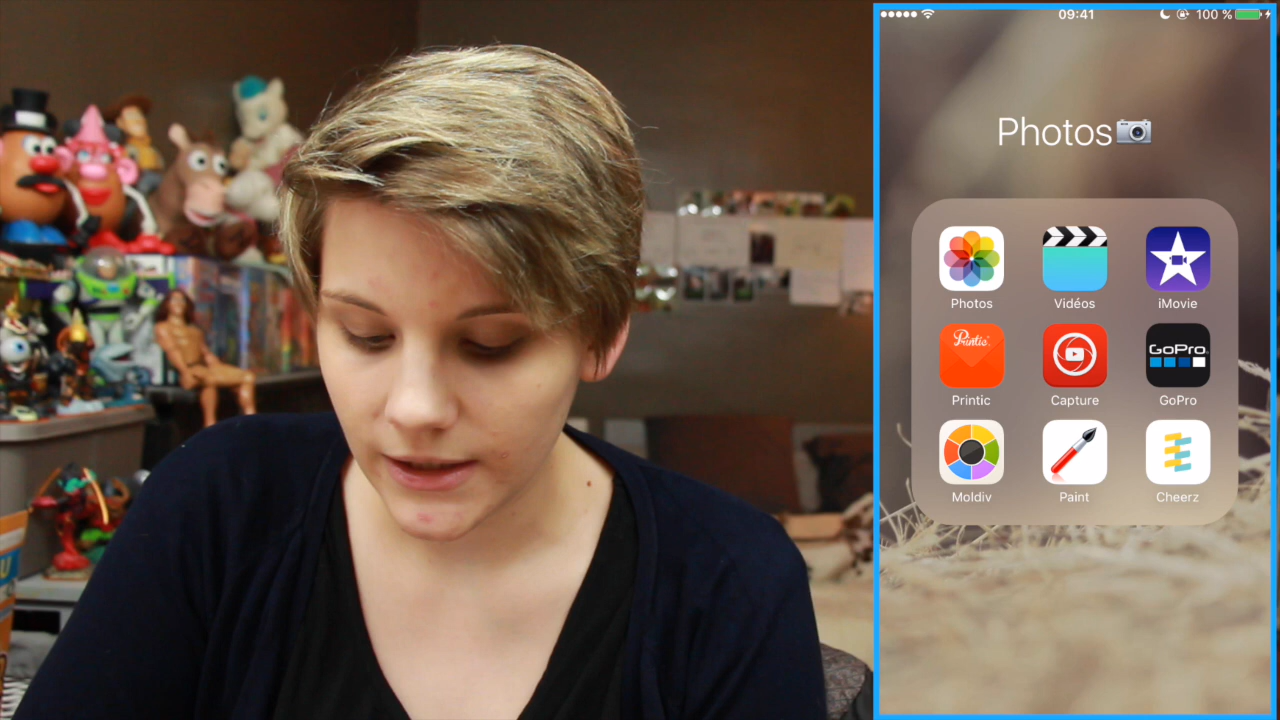 09:41
100 %
Photos
Photos
Vidéos
iMovie
Printic
GoPro
Printic
Capture
GoPro
Moldiv
Paint
Cheerz